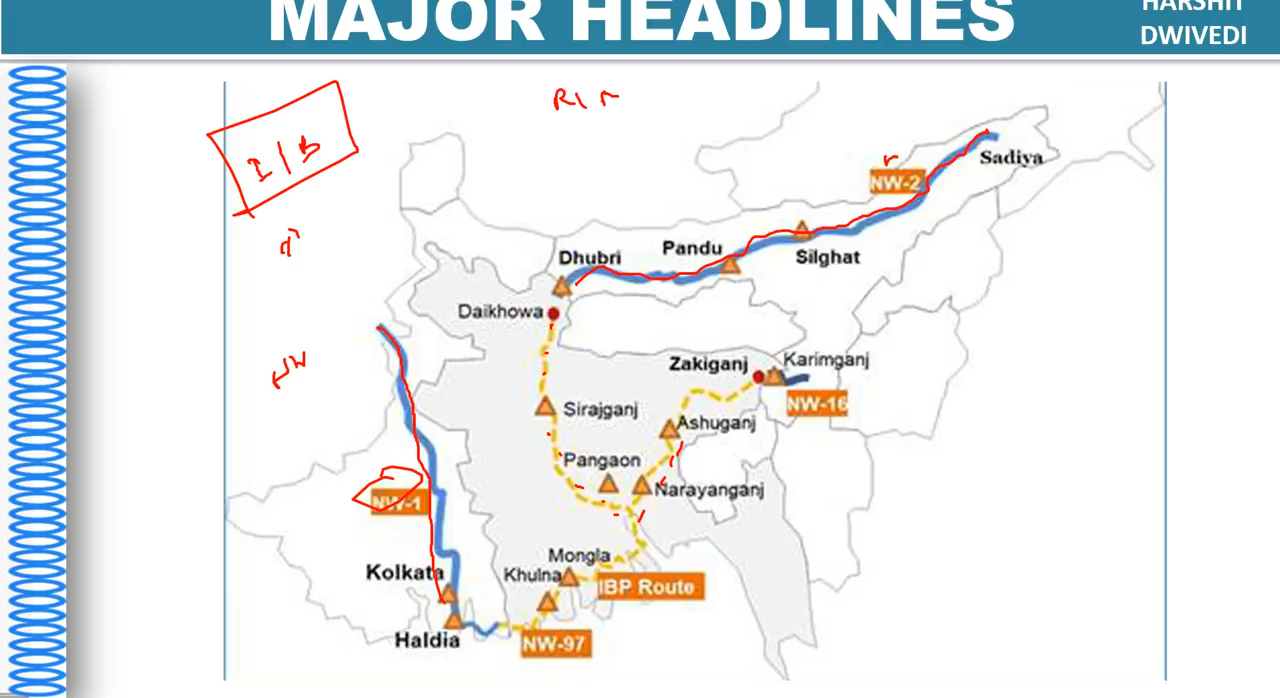 MAJOR HEADLINES
HARSHIT
DWIVEDI
I/B
NW
Sadiya
NW-2
Silghat
Pandu
Dhubri
Daikhowa
Zakiganj
Karimganj
NW-16
Sirajganj
Ashuganj
Pangaon
Narayanganj
NW-1
Mongla
Kolkata
Khulna
IBP Route
Haldia
NW-97